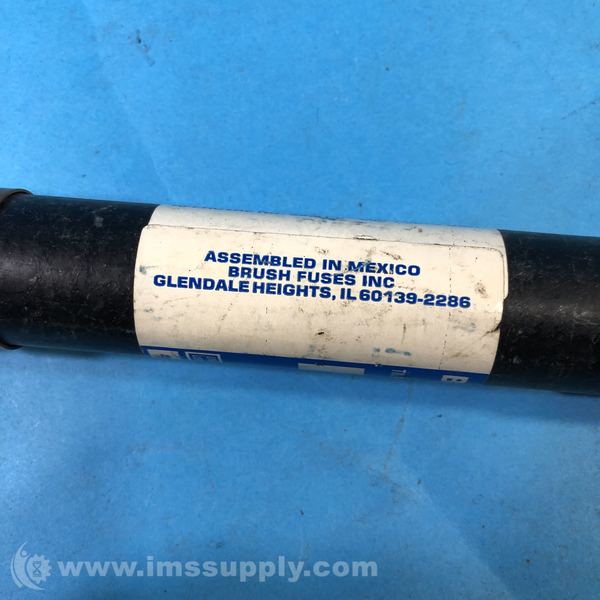 ASSEMBLED IN MEXICO
BRUSH FUSES INC
GLENDALE HEIGHTS, IL 60139-2286
B
www.imssupply.com